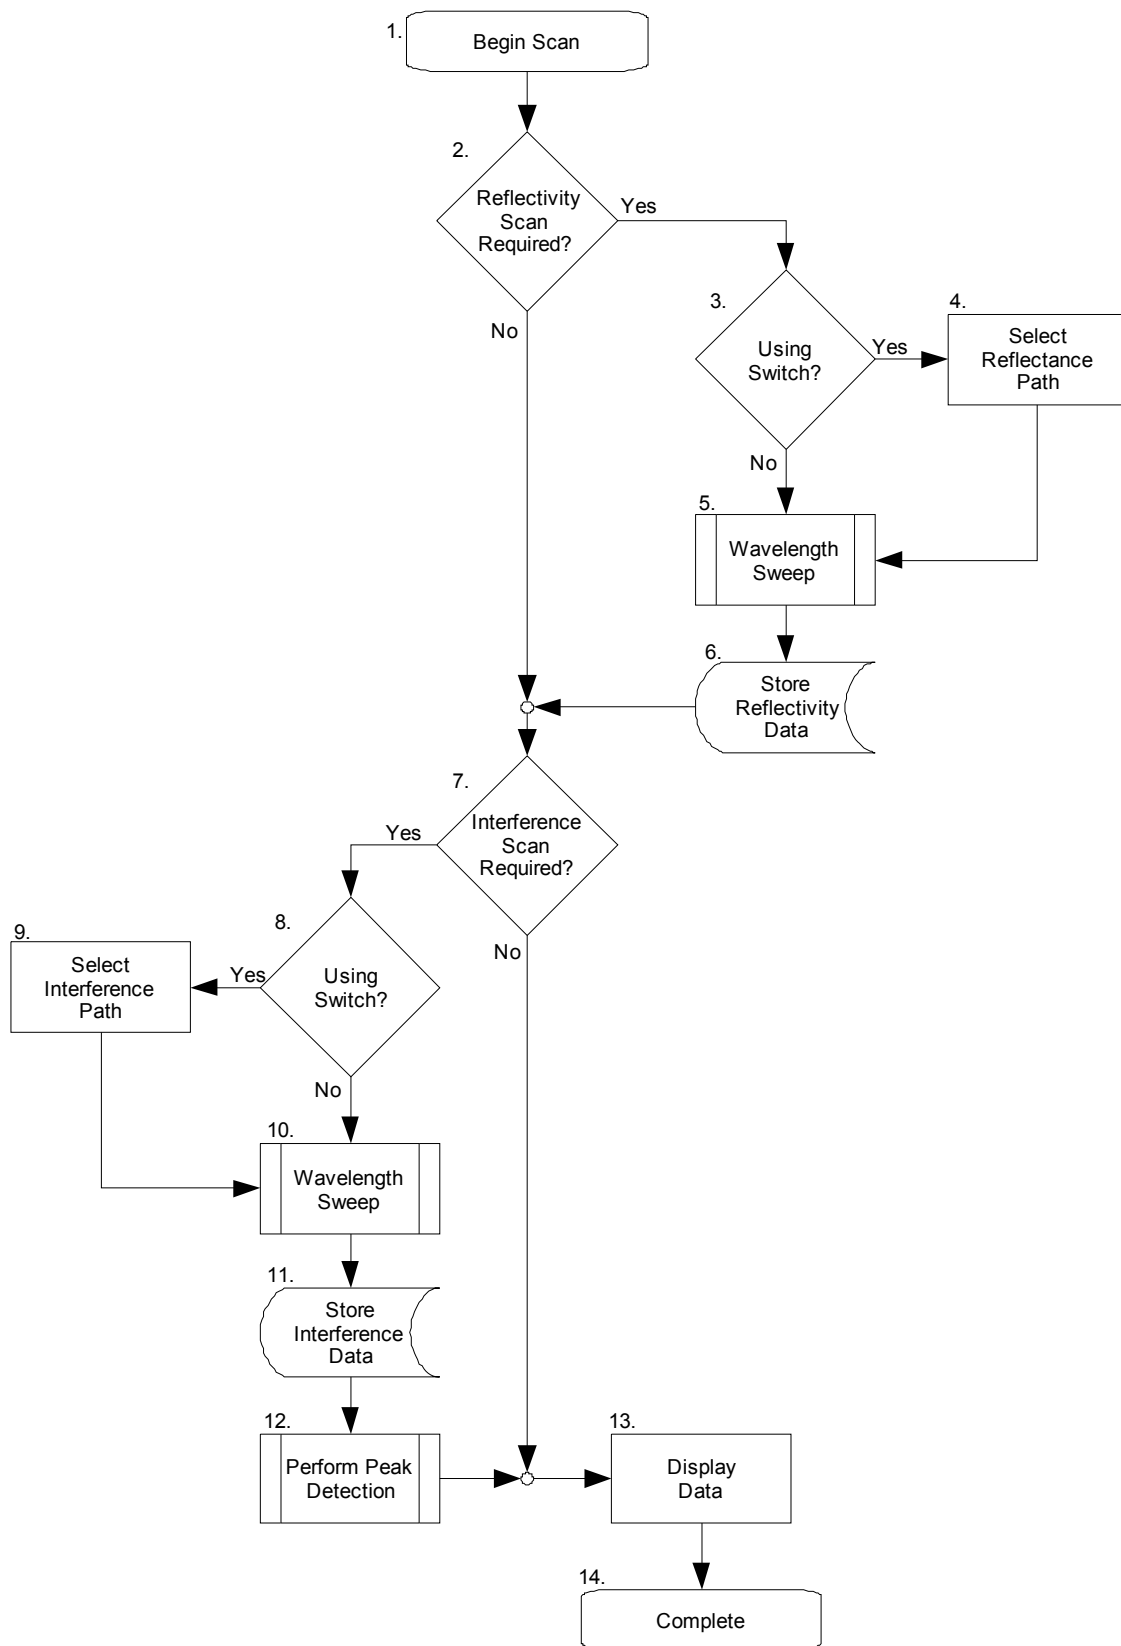 1.
Begin Scan
2.
Reflectivity
Scan
Required?
Yes
No
3.
Using
Switch?
Yes
No
4.
Select
Reflectance
Path
5.
Wavelength
Sweep
6.
Store
Reflectivity
Data
7.
Interference
Scan
Required?
Yes
No
8.
Using
Switch?
Yes
No
9.
Select
Interference
Path
10.
Wavelength
Sweep
11.
Store
Interference
Data
12.
Perform Peak
Detection
13.
Display
Data
14.
Complete